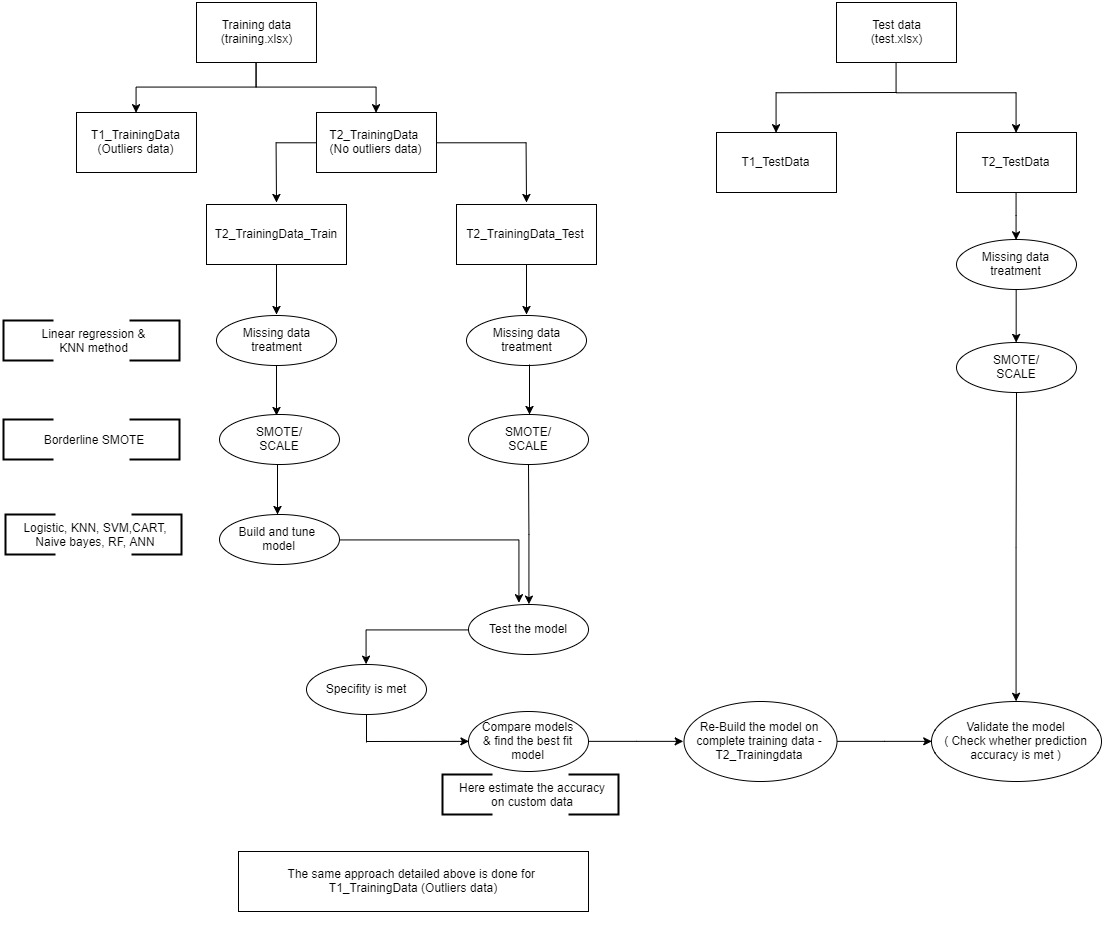 Training data
(training.xlsx)
Test data
(test.xlsx)
T1_TrainingData
(Outliers data)
T2_TrainingData
(No outliers data)
T1_TestData
T2_TestData
T2_TrainingData_Train
T2_TrainingData_Test
Missing data
treatment
Linear regression &
KNN method
Missing data
treatment
Missing data
treatment
SMOTE/
SCALE
Borderline SMOTE
SMOTE/
SCALE
SMOTE/
SCALE
Logistic, KNN, SVM,CART,
Naive bayes, RF, ANN
Build and tune
model
Test the model
Specifity is met
Compare models
& find the best fit
model
Re-Build the model on
complete training data -
T2_Trainingdata
Validate the model
( Check whether prediction
accuracy is met )
Here estimate the accuracy
on custom data
The same approach detailed above is done for
T1_TrainingData (Outliers data)